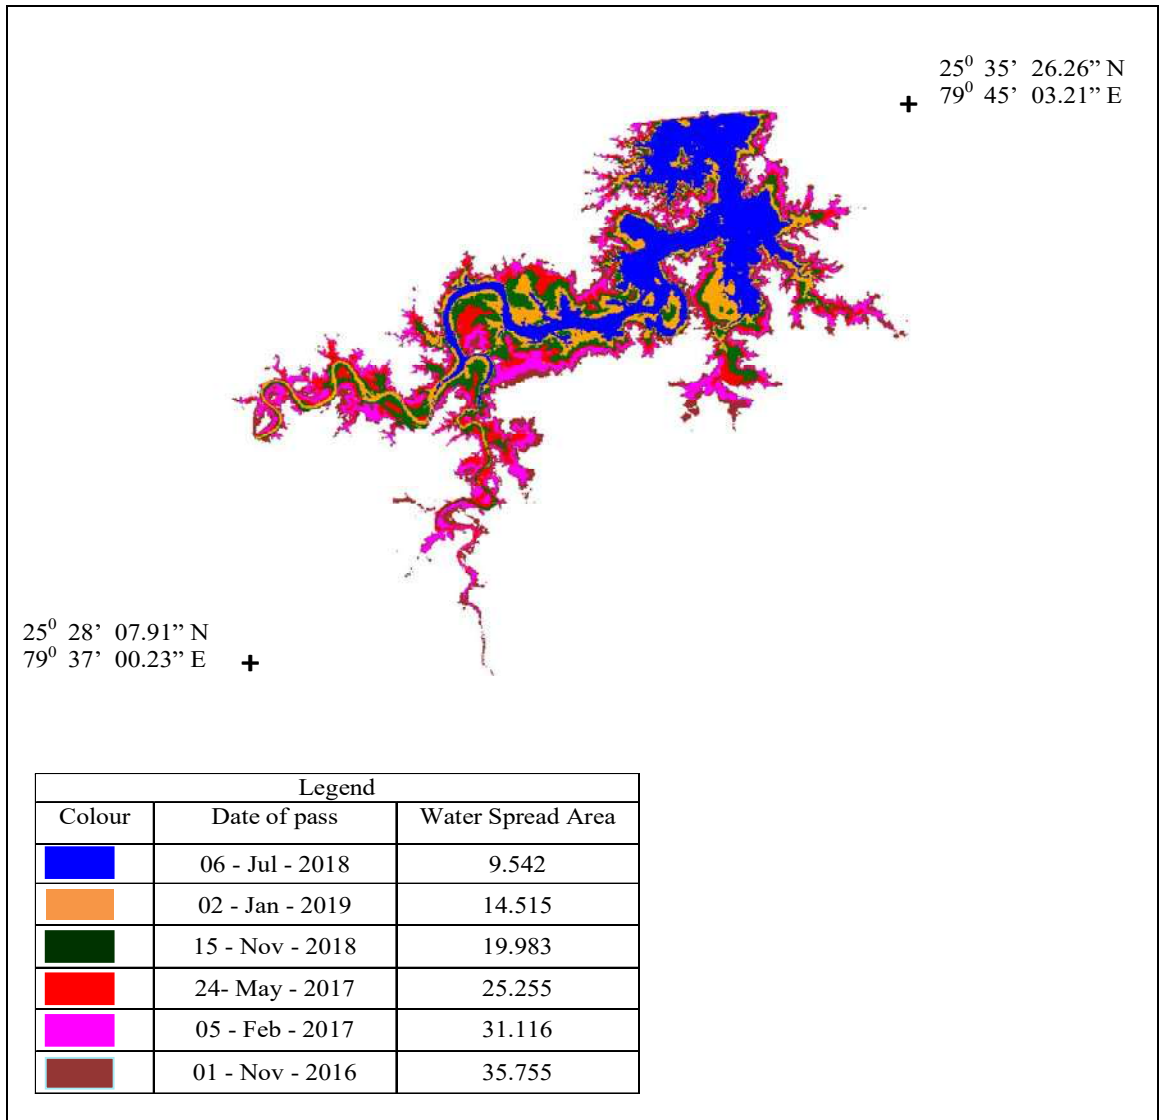 25⁰ 35’ 26.26” N
79⁰ 45’ 03.21” E
25⁰ 28’ 07.91” N
79⁰ 37’ 00.23” E
Legend
Colour Date of pass Water Spread Area
06 - Jul - 2018 9.542
02 - Jan - 2019 14.515
15 - Nov - 2018 19.983
24- May - 2017 25.255
05 - Feb - 2017 31.116
01 - Nov - 2016 35.755